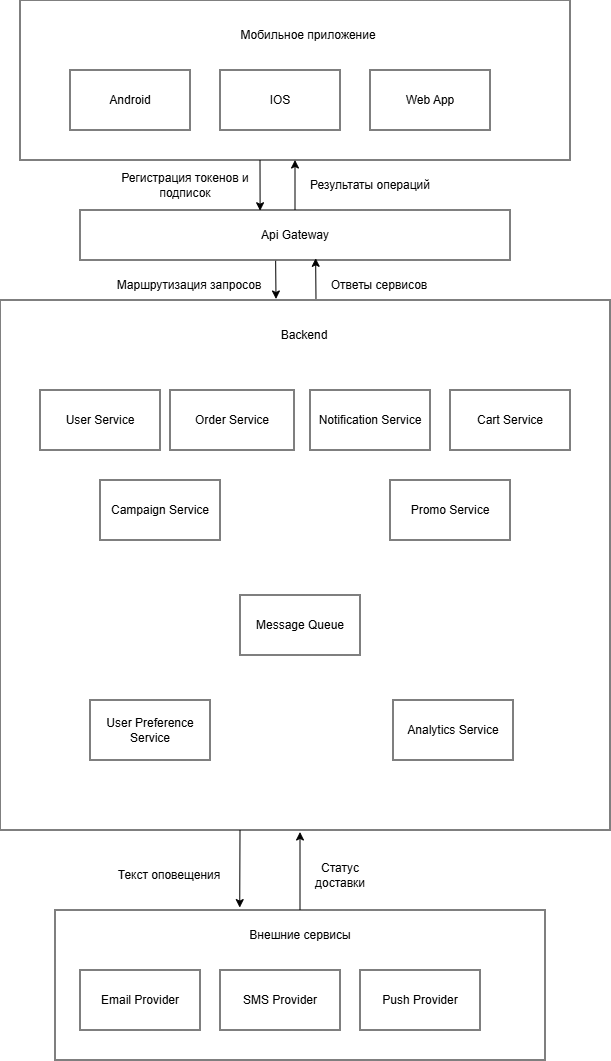 Мобильное приложение
Android
IOS
Web App
Регистрация токенов и
подписок
Результаты операций
Api Gateway
Маршрутизация запросов
Ответы сервисов
Backend
User Service
Order Service
Notification Service
Cart Service
Campaign Service
Promo Service
Message Queue
User Preference
Service
Analytics Service
Текст оповещения
Статус
доставки
Внешние сервисы
Email Provider
SMS Provider
Push Provider